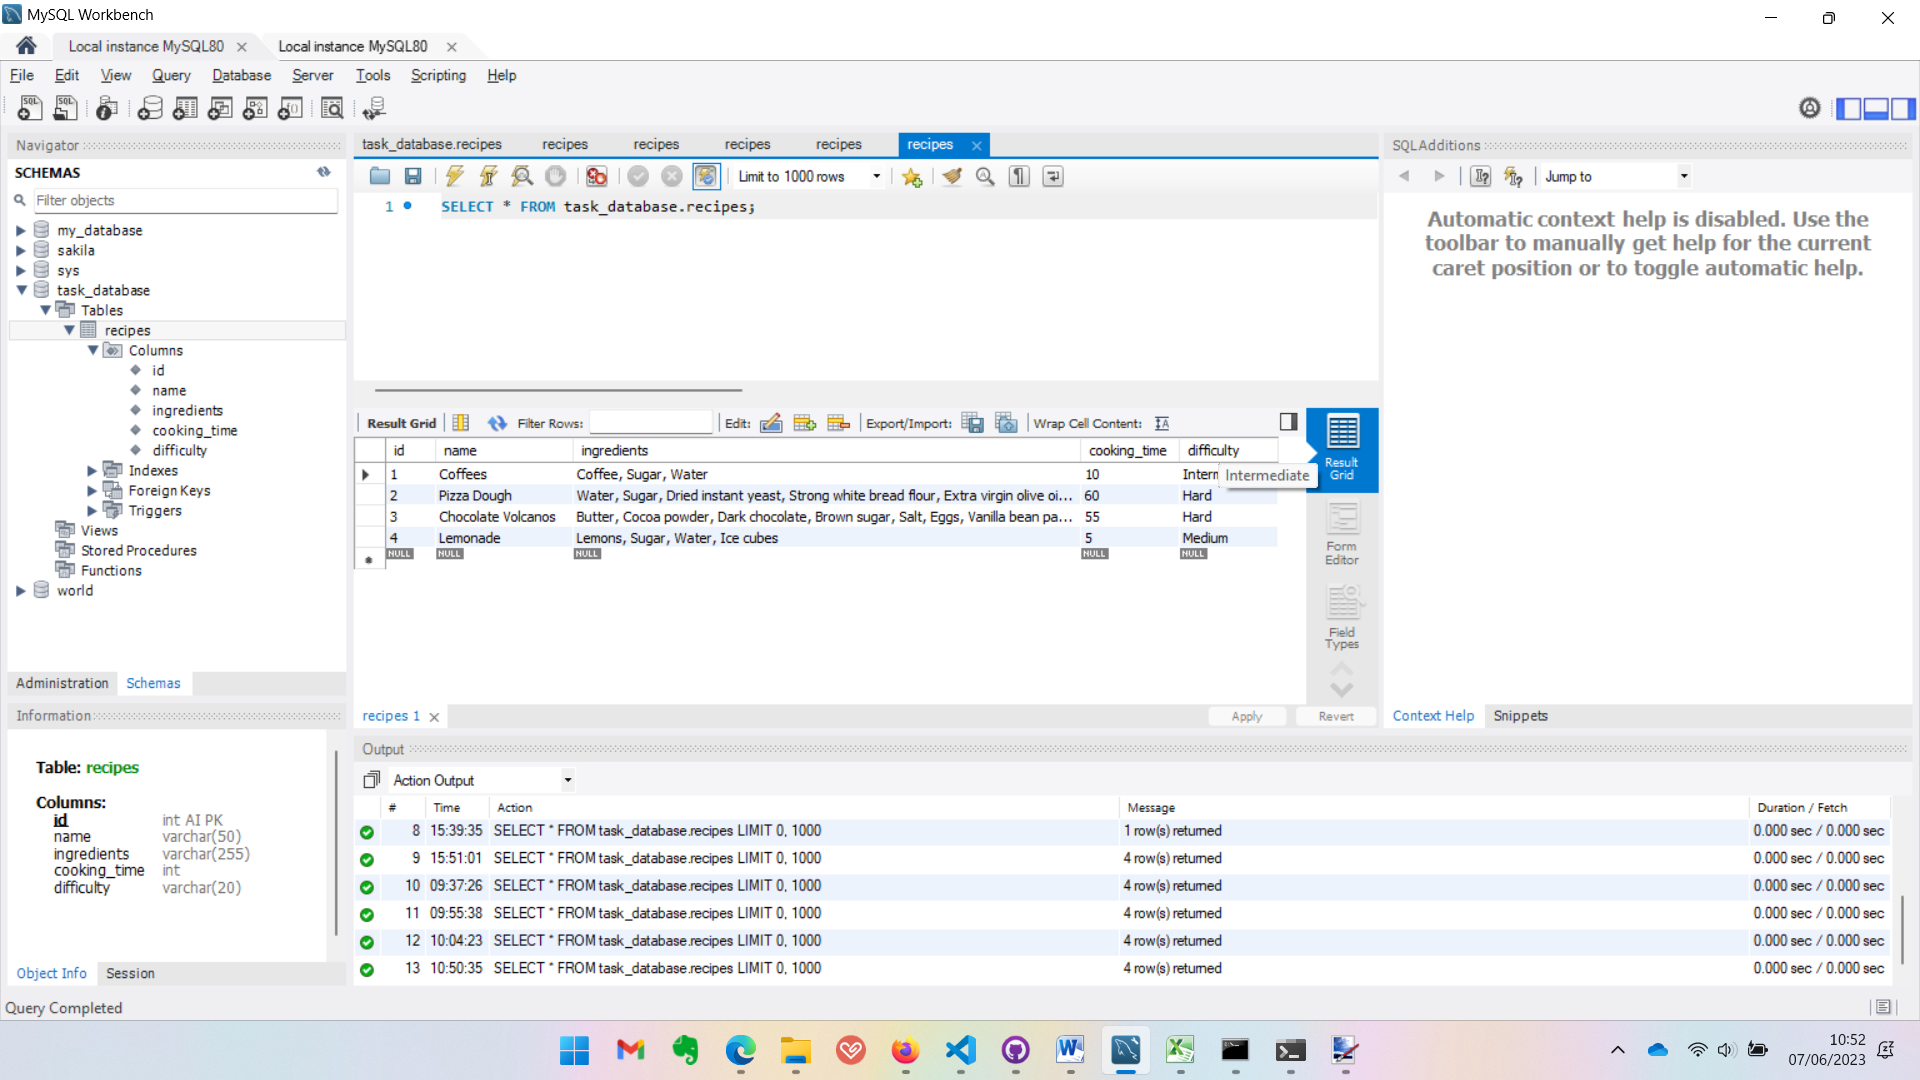 MySQL Workbench
Local instance MySQL80
Local instance MySQL80
File Edit View Query Database Server Tools Scripting Help
Navigator
SCHEMAS
Filter objects
my_database
sakila
sys
task_database
Tables
recipes
Columns
id
name
ingredients
cooking_time
difficulty
Indexes
Foreign Keys
Triggers
Views
Stored Procedures
Functions
world
Administration Schemas
Information
Table: recipes
Columns:
id int AI PK
name varchar(50)
ingredients varchar(255)
cooking_time int
difficulty varchar(20)
Object Info Session
task_database.recipes recipes recipes recipes recipes recipes
Limit to 1000 rows
1 SELECT * FROM task_database.recipes;
Result Grid Filter Rows: Edit: Export/Import: Wrap Cell Content:
id name ingredients cooking_time difficulty
1 Coffees Coffee, Sugar, Water 10 Interm
Intermediate
2 Pizza Dough Water, Sugar, Dried instant yeast, Strong white bread flour, Extra virgin olive oi... 60 Hard
3 Chocolate Volcanos Butter, Cocoa powder, Dark chocolate, Brown sugar, Salt, Eggs, Vanilla bean pa... 55 Hard
4 Lemonade Lemons, Sugar, Water, Ice cubes 5 Medium
NULL NULL NULL NULL NULL
Result
Grid
Form
Editor
Field
Types
recipes 1 Apply Revert
SQLAdditions
Jump to
Automatic context help is disabled. Use the
toolbar to manually get help for the current
caret position or to toggle automatic help.
Context Help Snippets
Output
Action Output
# Time Action Message Duration / Fetch
8 15:39:35 SELECT * FROM task_database.recipes LIMIT 0, 1000 1 row(s) returned 0.000 sec / 0.000 sec
9 15:51:01 SELECT * FROM task_database.recipes LIMIT 0, 1000 4 row(s) returned 0.000 sec / 0.000 sec
10 09:37:26 SELECT * FROM task_database.recipes LIMIT 0, 1000 4 row(s) returned 0.000 sec / 0.000 sec
11 09:55:38 SELECT * FROM task_database.recipes LIMIT 0, 1000 4 row(s) returned 0.000 sec / 0.000 sec
12 10:04:23 SELECT * FROM task_database.recipes LIMIT 0, 1000 4 row(s) returned 0.000 sec / 0.000 sec
13 10:50:35 SELECT * FROM task_database.recipes LIMIT 0, 1000 4 row(s) returned 0.000 sec / 0.000 sec
Query Completed
10:52
07/06/2023